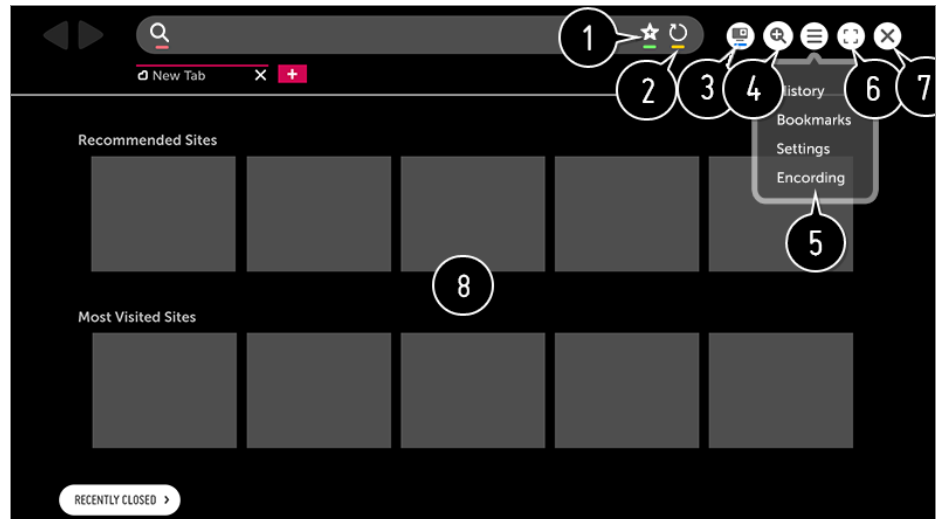 1
New Tab
2
3
4
6
7
History
Bookmarks
Settings
Encording
5
Recommended Sites
8
Most Visited Sites
RECENTLY CLOSED